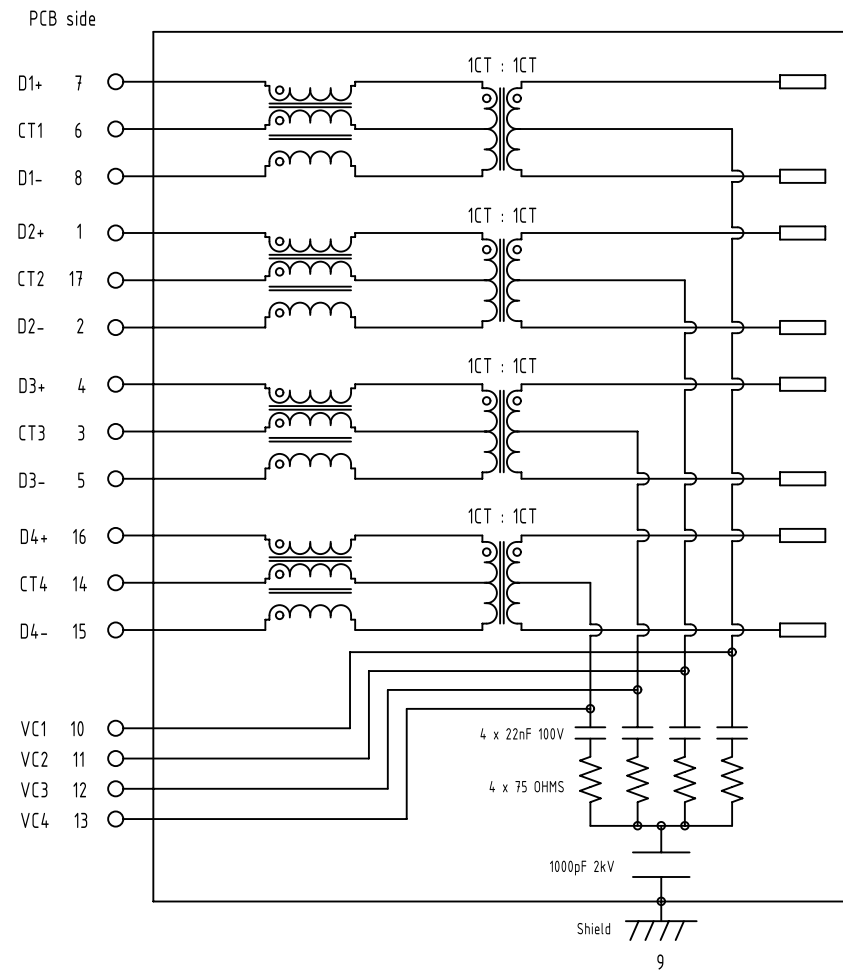 PCB side
1CT : 1CT
D1+ 7
CT1 6
D1- 8
1CT : 1CT
D2+ 1
CT2 17
D2- 2
1CT : 1CT
D3+ 4
CT3 3
D3- 5
1CT : 1CT
D4+ 16
CT4 14
D4- 15
VC1 10
4 x 22nF 100V
VC2 11
VC3 12
4 x 75 OHMS
VC4 13
1000pF 2kV
Shield
9